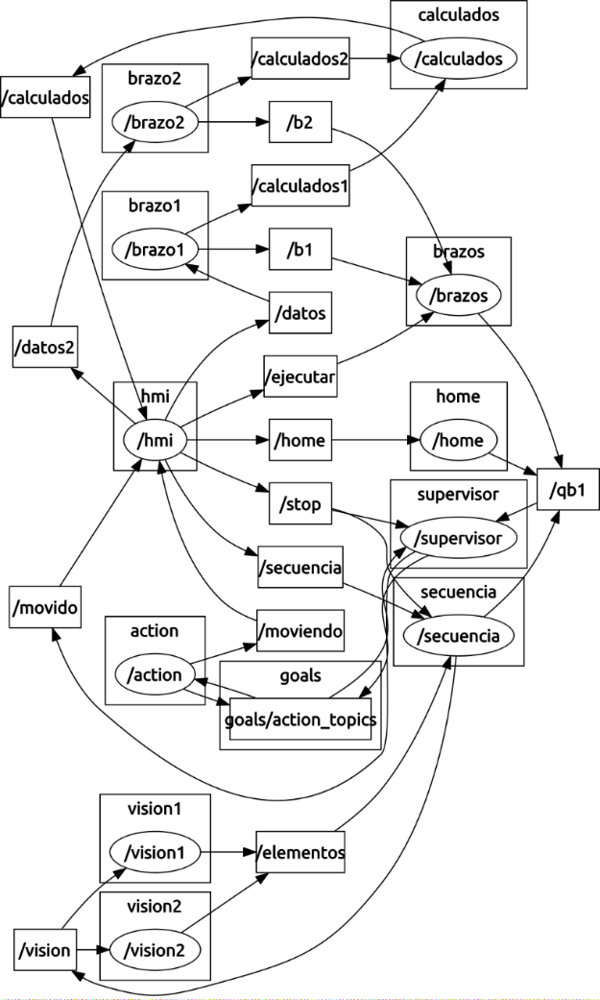 calculados
/calculados2
/calculados
brazo2
/calculados
/brazo2
/b2
/calculados1
brazo1
/b1
brazos
/brazo1
/brazos
/datos
/datos2
/ejecutar
hmi
home
/hmi
/home
/home
/qb1
supervisor
/stop
/supervisor
/secuencia
secuencia
/movido
/moviendo
action
/secuencia
/action
goals
goals/action_topics
vision1
/vision1
/elementos
vision2
/vision
/vision2